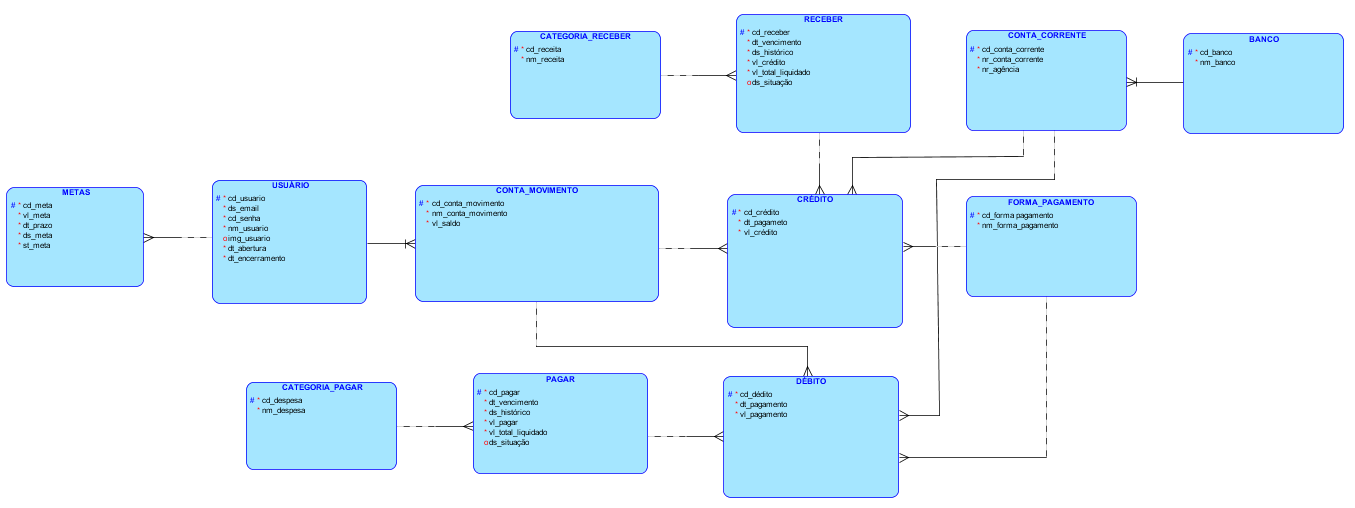 RECEBER
# * cd_receber
* dt_vencimento
* ds_histórico
* vl_crédito
* vl_total_liquidado
o ds_situação
CATEGORIA_RECEBER
# * cd_receita
* nm_receita
CONTA_CORRENTE
# * cd_conta_corrente
* nr_conta_corrente
* nr_agência
BANCO
# * cd_banco
* nm_banco
METAS
# * cd_meta
* vl_meta
* dt_prazo
* ds_meta
* st_meta
USUÁRIO
# * cd_usuario
* ds_email
* cd_senha
* nm_usuario
o img_usuario
* dt_abertura
* dt_encerramento
CONTA_MOVIMENTO
# * cd_conta_movimento
* nm_conta_movimento
* vl_saldo
CRÉDITO
# * cd_crédito
* dt_pagameto
* vl_crédito
FORMA_PAGAMENTO
# * cd_forma pagamento
* nm_forma_pagamento
CATEGORIA_PAGAR
# * cd_despesa
* nm_despesa
PAGAR
# * cd_pagar
* dt_vencimento
* ds_histórico
* vl_pagar
* vl_total_liquidado
o ds_situação
DÉBITO
# * cd_dédito
* dt_pagamento
* vl_pagamento